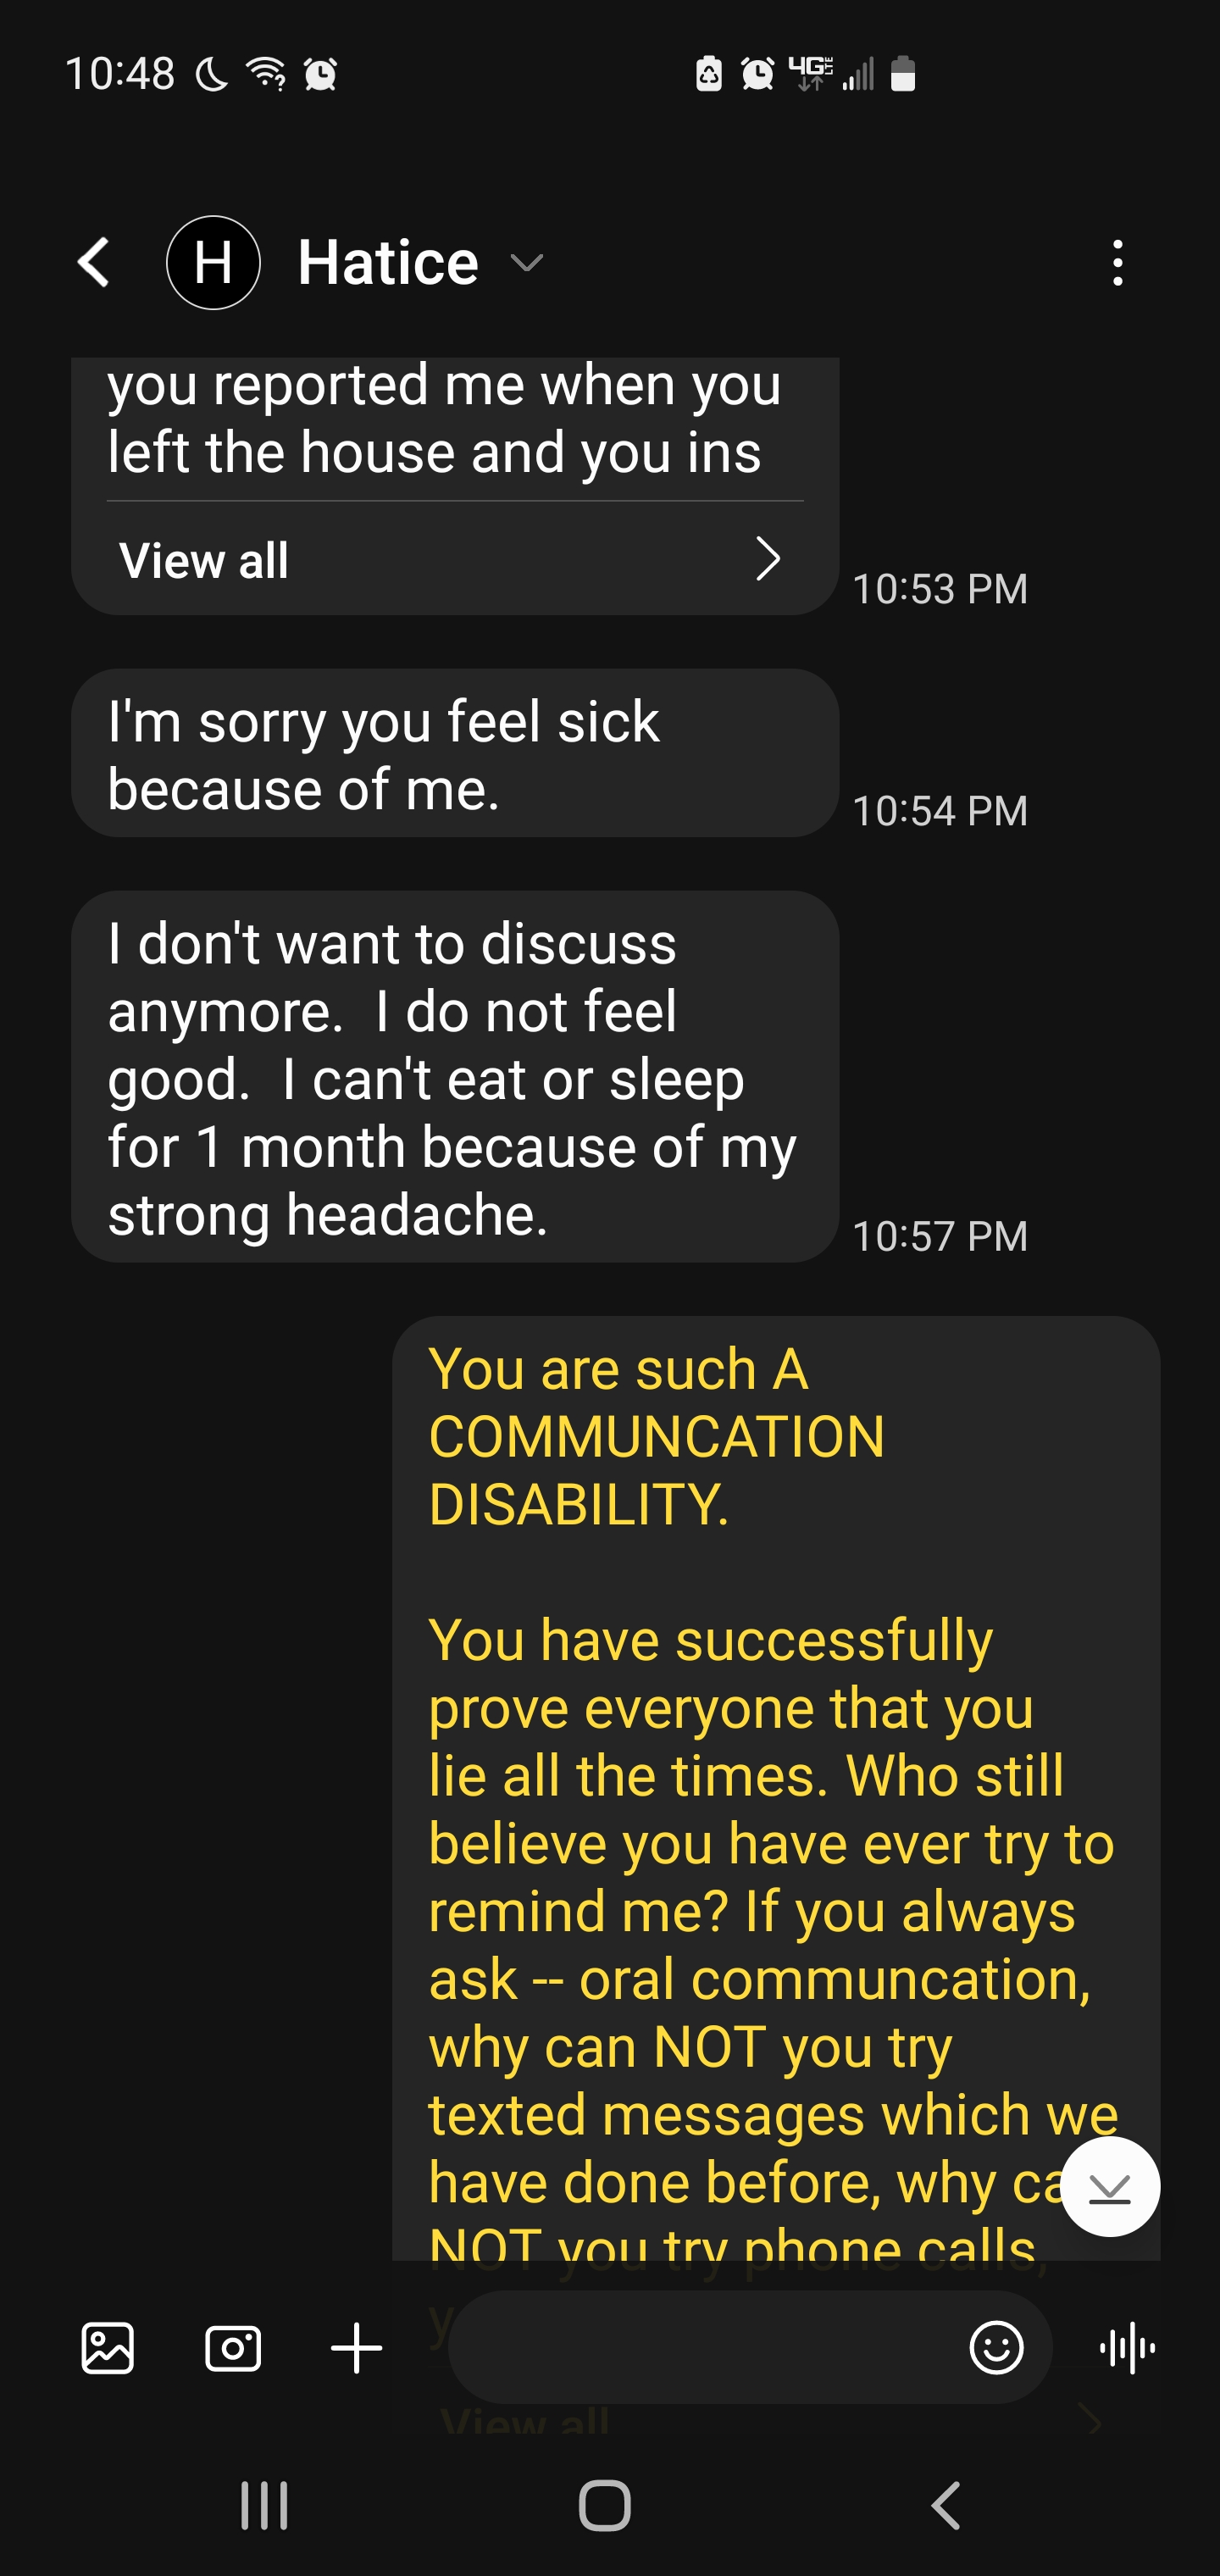 10:48
4G LTE
H Hatice
you reported me when you
left the house and you ins
View all
10:53 PM
I'm sorry you feel sick
because of me.
10:54 PM
I don't want to discuss
anymore.  I do not feel
good.  I can't eat or sleep
for 1 month because of my
strong headache.
10:57 PM
You are such A
COMMUNCATION
DISABILITY.
You have successfully
prove everyone that you
lie all the times. Who still
believe you have ever try to
remind me? If you always
ask -- oral communcation,
why can NOT you try
texted messages which we
have done before, why ca
NOT you try phone calls,
y
View all